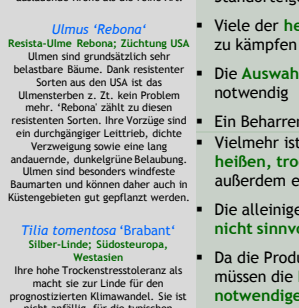 Ulmus ‘Rebona‘
Resista-Ulme Rebona; Züchtung USA
Ulmen sind grundsätzlich sehr
belastbare Bäume. Dank resistenter
Sorten aus den USA ist das
Ulmensterben z. Zt. kein Problem
mehr. ‘Rebona' zählt zu diesen
resistenten Sorten. Ihre Vorzüge sind
ein durchgängiger Leittrieb, dichte
Verzweigung sowie eine lang
andauernde, dunkelgrüne Belaubung.
Ulmen sind besonders windfeste
Baumarten und können daher auch in
Küstengebieten gut gepflanzt werden.
Tilia tomentosa ‘Brabant‘
Silber-Linde; Südosteuropa,
Westasien
Ihre hohe Trockenstresstoleranz als
macht sie zur Linde für den
prognostizierten Klimawandel. Sie ist
▪ Viele der he
zu kämpfen
▪ Die Auswah
notwendig
▪ Ein Beharren
▪ Vielmehr ist
heißen, tro
außerdem e
▪ Die alleinige
nicht sinnvo
▪ Da die Produ
müssen die
notwendige